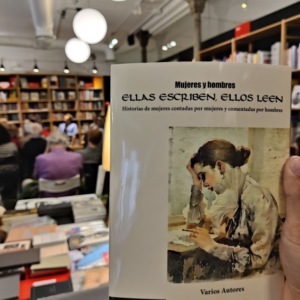 Mujeres y hombres
ELLAS ESCRIBEN, ELLOS LEEN
Historias de mujeres contadas por mujeres y comentadas por hombres
Varios Autores